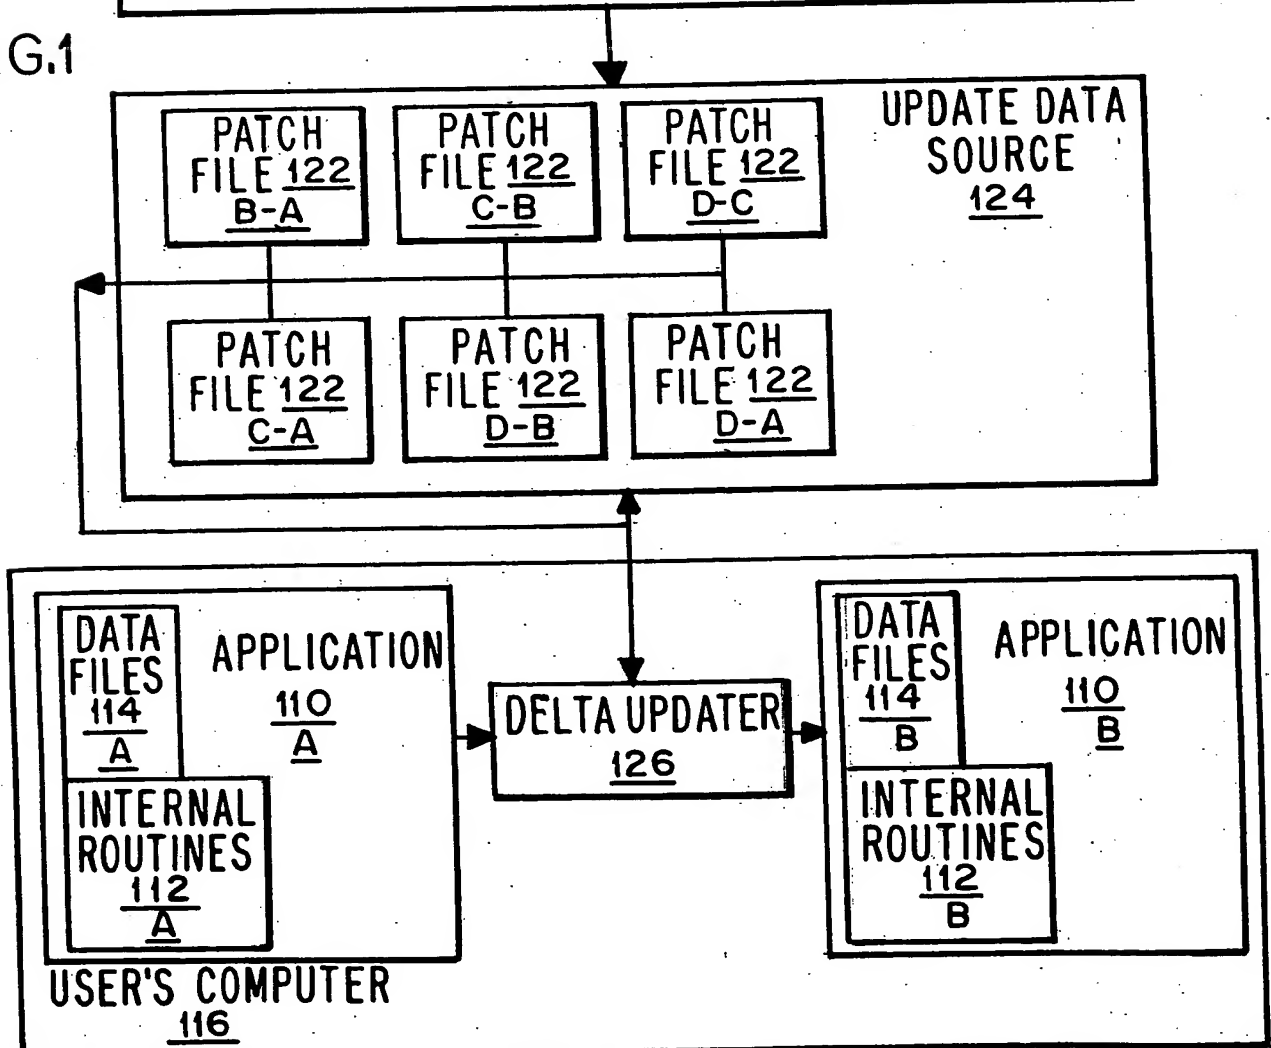 G.1
UPDATE DATA
SOURCE
124
PATCH
FILE 122
B-A
PATCH
FILE 122
C-B
PATCH
FILE 122
D-C
PATCH
FILE 122
C-A
PATCH
FILE 122
D-B
PATCH
FILE 122
D-A
DATA
FILES
114
A
APPLICATION
110
A
INTERNAL
ROUTINES
112
A
DELTA UPDATER
126
DATA
FILES
114
B
APPLICATION
110
B
INTERNAL
ROUTINES
112
B
USER'S COMPUTER
116